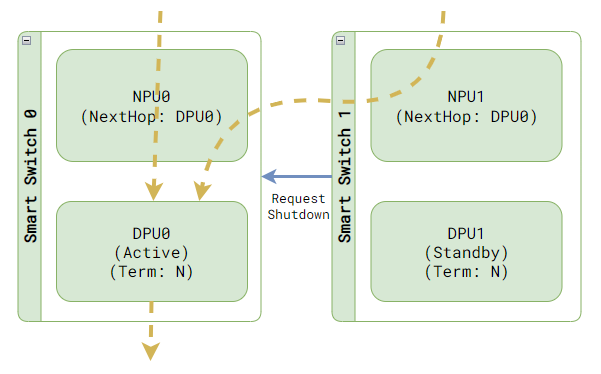 Smart Switch 0
NPU0
(NextHop: DPU0)
DPU0
(Active)
(Term: N)
Request
Shutdown
Smart Switch 1
NPU1
(NextHop: DPU0)
DPU1
(Standby)
(Term: N)